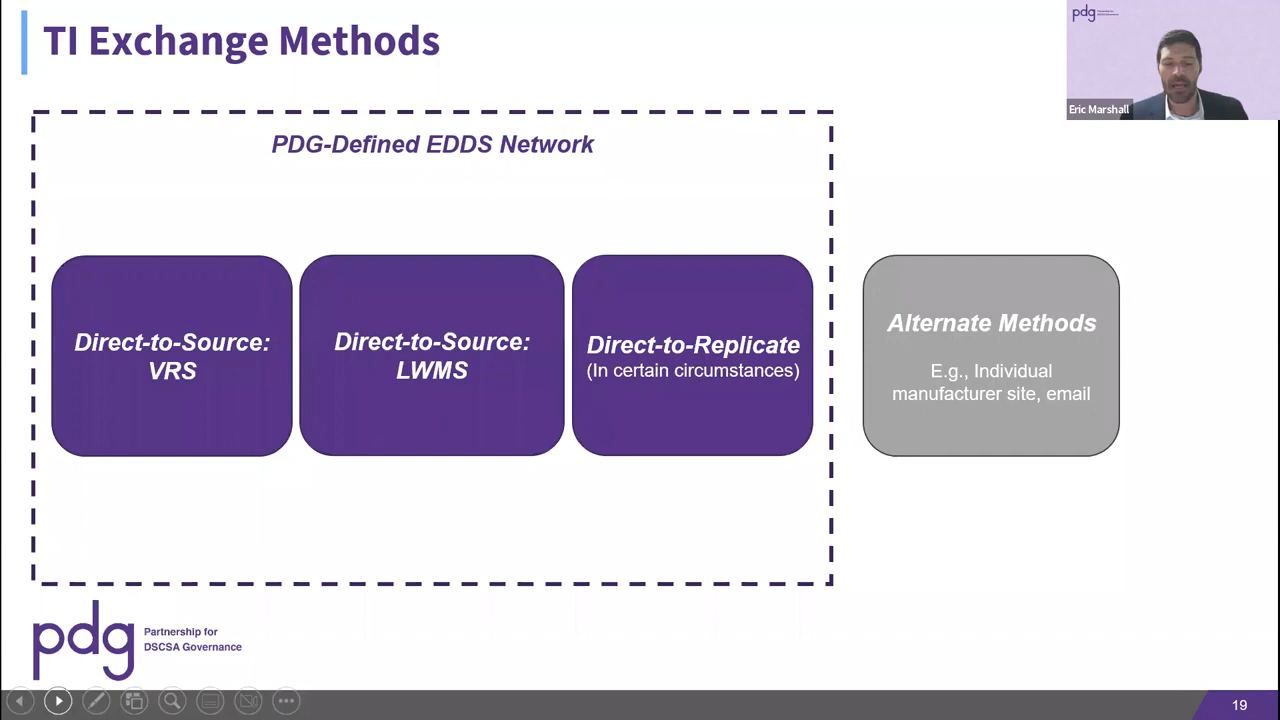 TI Exchange Methods
pdg
Eric Marshall
PDG-Defined EDDS Network
Direct-to-Source:
VRS
Direct-to-Source:
LWMS
Direct-to-Replicate
(In certain circumstances)
Alternate Methods
E.g., Individual
manufacturer site, email
pdg
Partnership for
DSCSA Governance
19